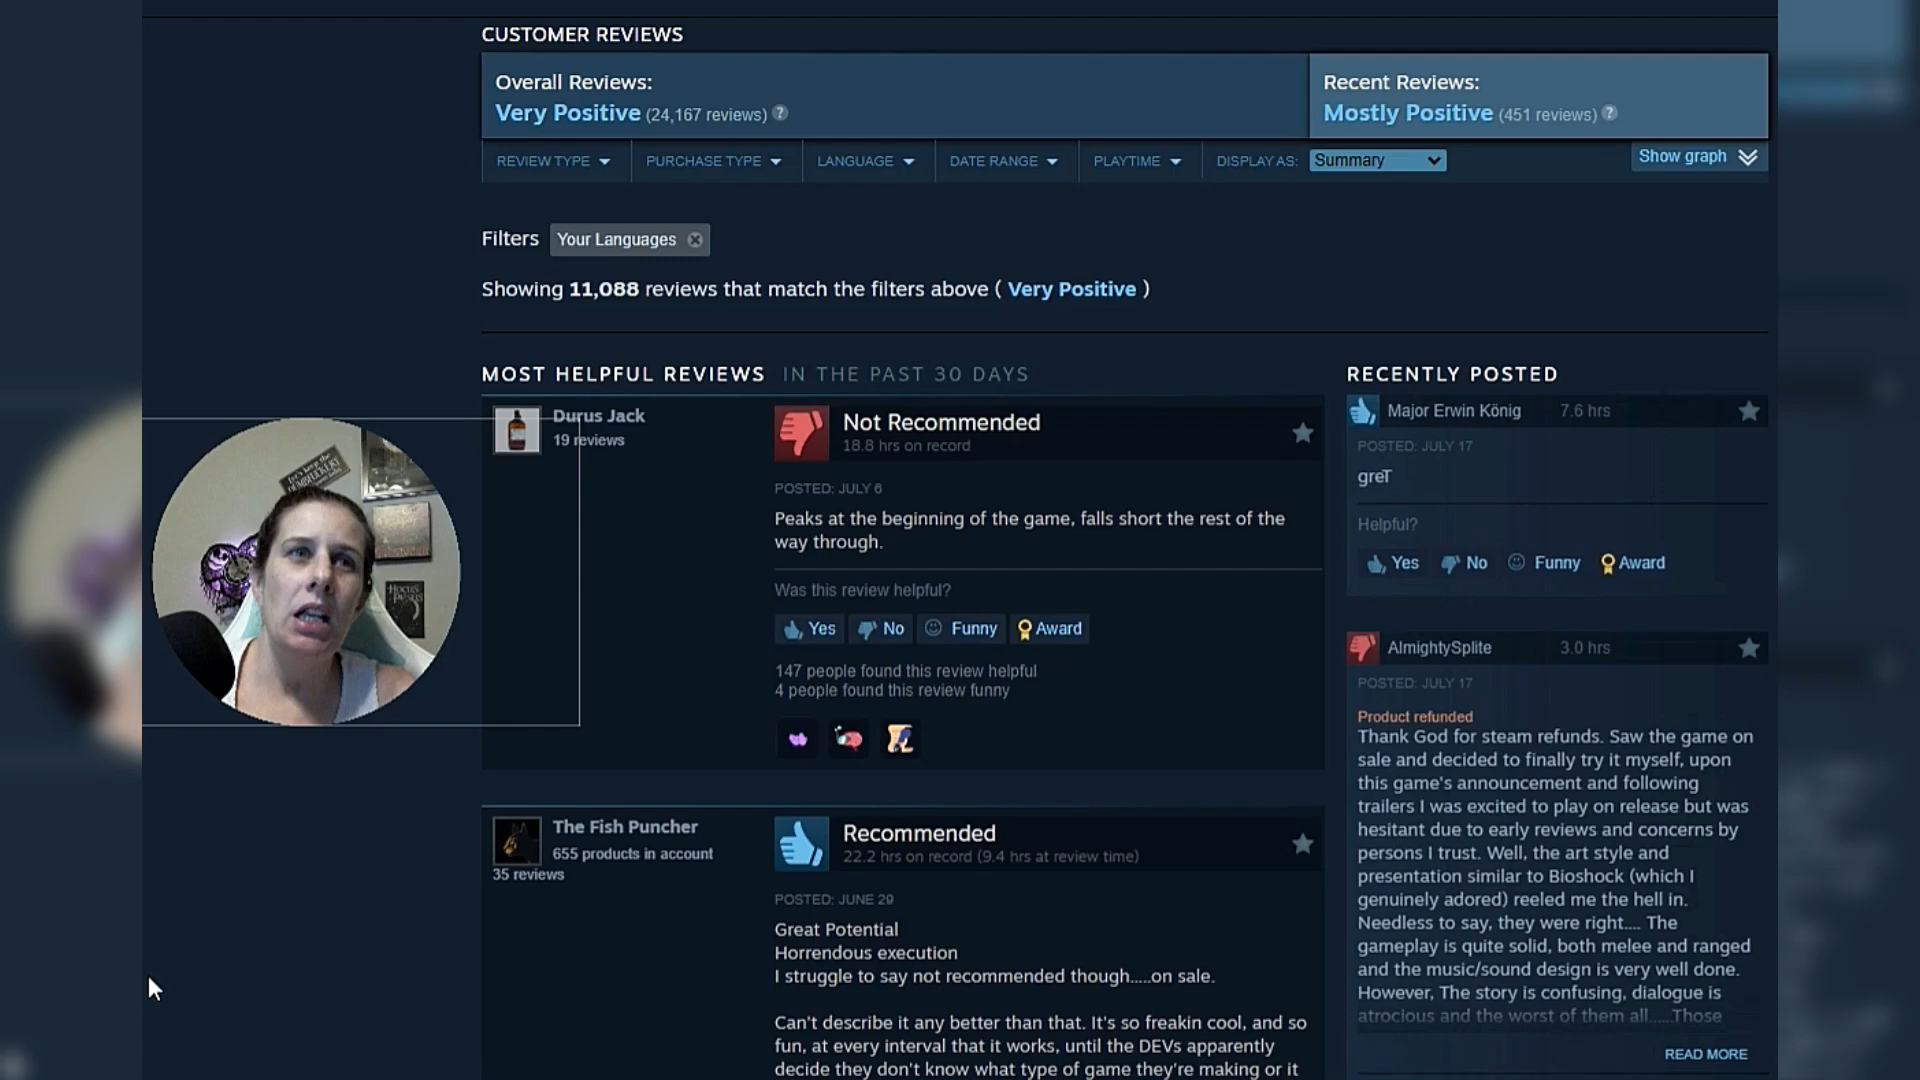 CUSTOMER REVIEWS
Overall Reviews:
Very Positive (24,167 reviews) ?
Recent Reviews:
Mostly Positive (451 reviews) ?
REVIEW TYPE PURCHASE TYPE LANGUAGE DATE RANGE PLAYTIME DISPLAY AS: Summary Show graph
Filters Your Languages
Showing 11,088 reviews that match the filters above ( Very Positive )
MOST HELPFUL REVIEWS IN THE PAST 30 DAYS
Durus Jack
19 reviews
Not Recommended
18.8 hrs on record
POSTED: JULY 6
Peaks at the beginning of the game, falls short the rest of the
way through.
Was this review helpful?
Yes No Funny Award
147 people found this review helpful
4 people found this review funny
The Fish Puncher
655 products in account
35 reviews
Recommended
22.2 hrs on record (9.4 hrs at review time)
POSTED: JUNE 29
Great Potential
Horrendous execution
I struggle to say not recommended though.....on sale.
Can't describe it any better than that. It's so freakin cool, and so
fun, at every interval that it works, until the DEVs apparently
decide they don't know what type of game they're making or it
RECENTLY POSTED
Major Erwin König 7.6 hrs
POSTED: JULY 17
greT
Helpful?
Yes No Funny Award
AlmightySplite 3.0 hrs
POSTED: JULY 17
Product refunded
Thank God for steam refunds. Saw the game on
sale and decided to finally try it myself, upon
this game's announcement and following
trailers I was excited to play on release but was
hesitant due to early reviews and concerns by
persons I trust. Well, the art style and
presentation similar to Bioshock (which I
genuinely adored) reeled me the hell in.
Needless to say, they were right.... The
gameplay is quite solid, both melee and ranged
and the music/sound design is very well done.
However, The story is confusing, dialogue is
atrocious and the worst of them all.....Those
READ MORE
HOCUS
POCUS